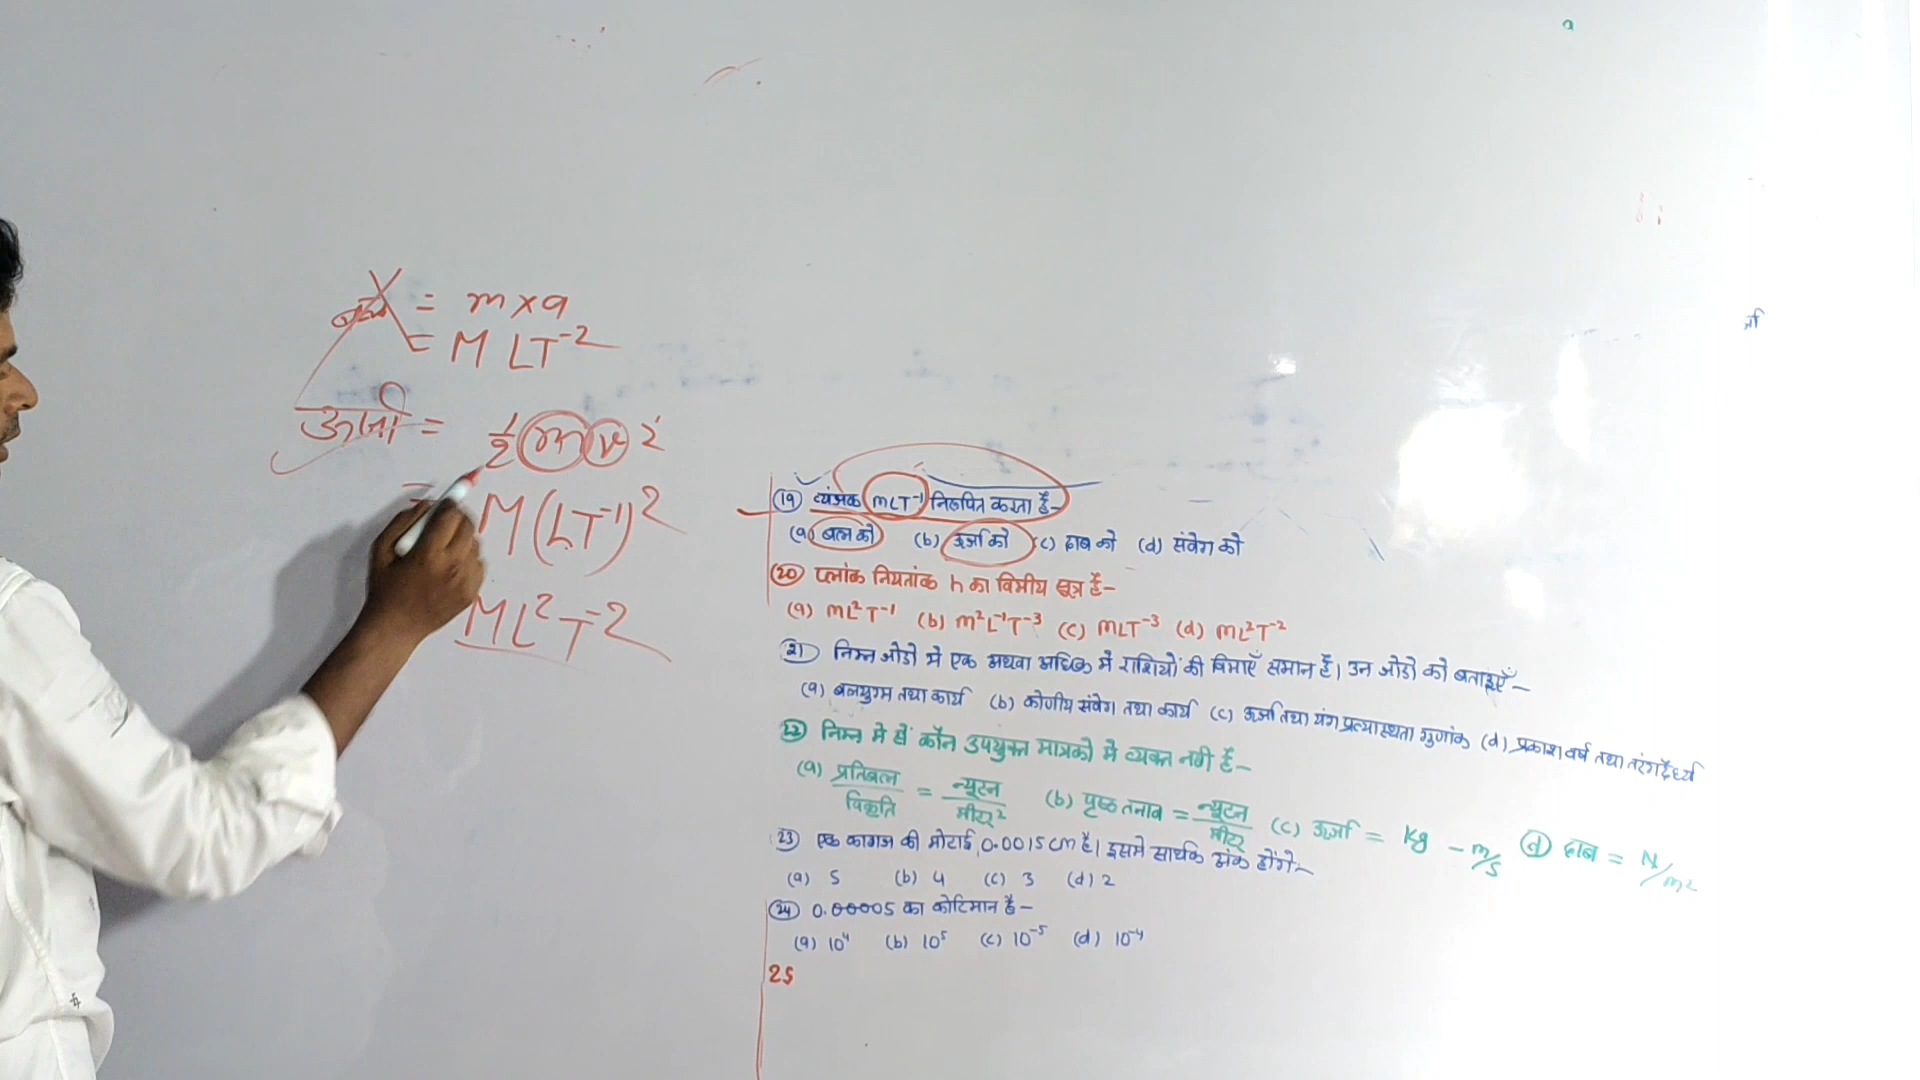 बल = m × a
= M L T⁻²
ऊर्जा = ½ m v²
= M (L T⁻¹)²
M L² T⁻²
(19) व्यंजक MLT⁻¹ निरूपित करता है-
(a) बल को (b) ऊर्जा को (c) दाब को (d) संवेग को
(20) प्लांक नियतांक h का विमीय सूत्र है-
(a) ML²T⁻¹ (b) M²L⁻¹T⁻³ (c) MLT⁻³ (d) ML²T⁻²
(21) निम्न जोडो मे एक अथवा अधिक में राशियों की विमाएँ समान हैं। उन जोडो को बताइएँ-
(a) बलयुग्म तथा कार्य (b) कोणीय संवेग तथा कार्य (c) ऊर्जा तथा यंग प्रत्यास्थता गुणांक (d) प्रकाश वर्ष तथा तरंगदैर्ध्य
(22) निम्न मे से कौन उपयुक्त मात्रको मे व्यक्त नही है-
(a) प्रतिबल/विकृति = न्यूटन/मीटर² (b) पृष्ठ तनाव = न्यूटन/मीटर (c) ऊर्जा = Kg - m/s (d) दाब = N/m²
(23) एक कागज की मोटाई 0.0015 cm है। इसमे सार्थक अंक होंगे-
(a) 5 (b) 4 (c) 3 (d) 2
(24) 0.00005 का कोटिमान है-
(a) 10⁴ (b) 10⁵ (c) 10⁻⁵ (d) 10⁻⁴
25